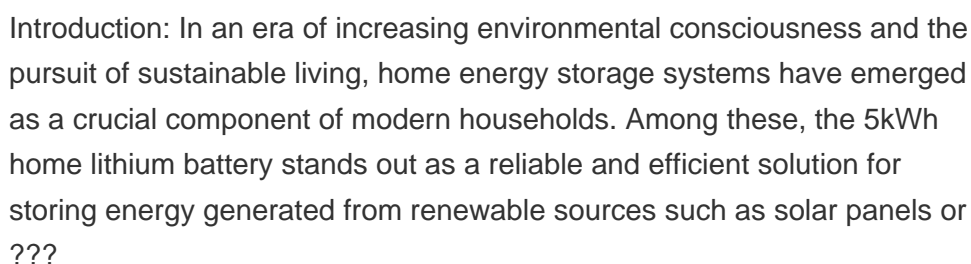 Introduction: In an era of increasing environmental consciousness and the
pursuit of sustainable living, home energy storage systems have emerged
as a crucial component of modern households. Among these, the 5kWh
home lithium battery stands out as a reliable and efficient solution for
storing energy generated from renewable sources such as solar panels or
???